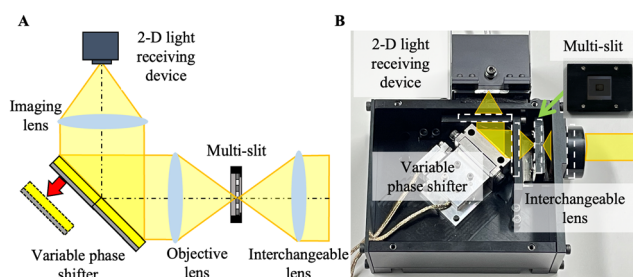 A
2-D light
receiving
device
Imaging
lens
Multi-slit
Variable phase
shifter
Objective
lens
Interchangeable
lens
B
2-D light
receiving device
Multi-slit
Variable
phase shifter
Interchangeable
lens